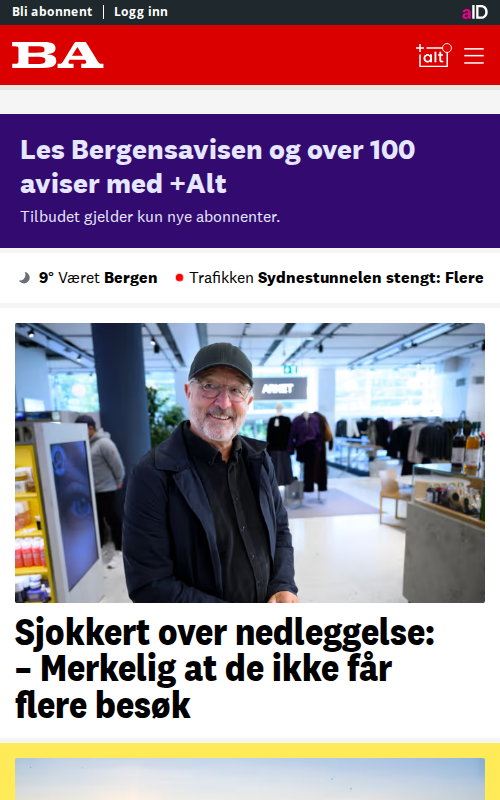 Bli abonnent
Logg inn
aID
BA
+alt
Les Bergensavisen og over 100
aviser med +Alt
Tilbudet gjelder kun nye abonnenter.
9° Været Bergen
Trafikken Sydnestunnelen stengt: Flere
Sjokkert over nedleggelse:
– Merkelig at de ikke får
flere besøk